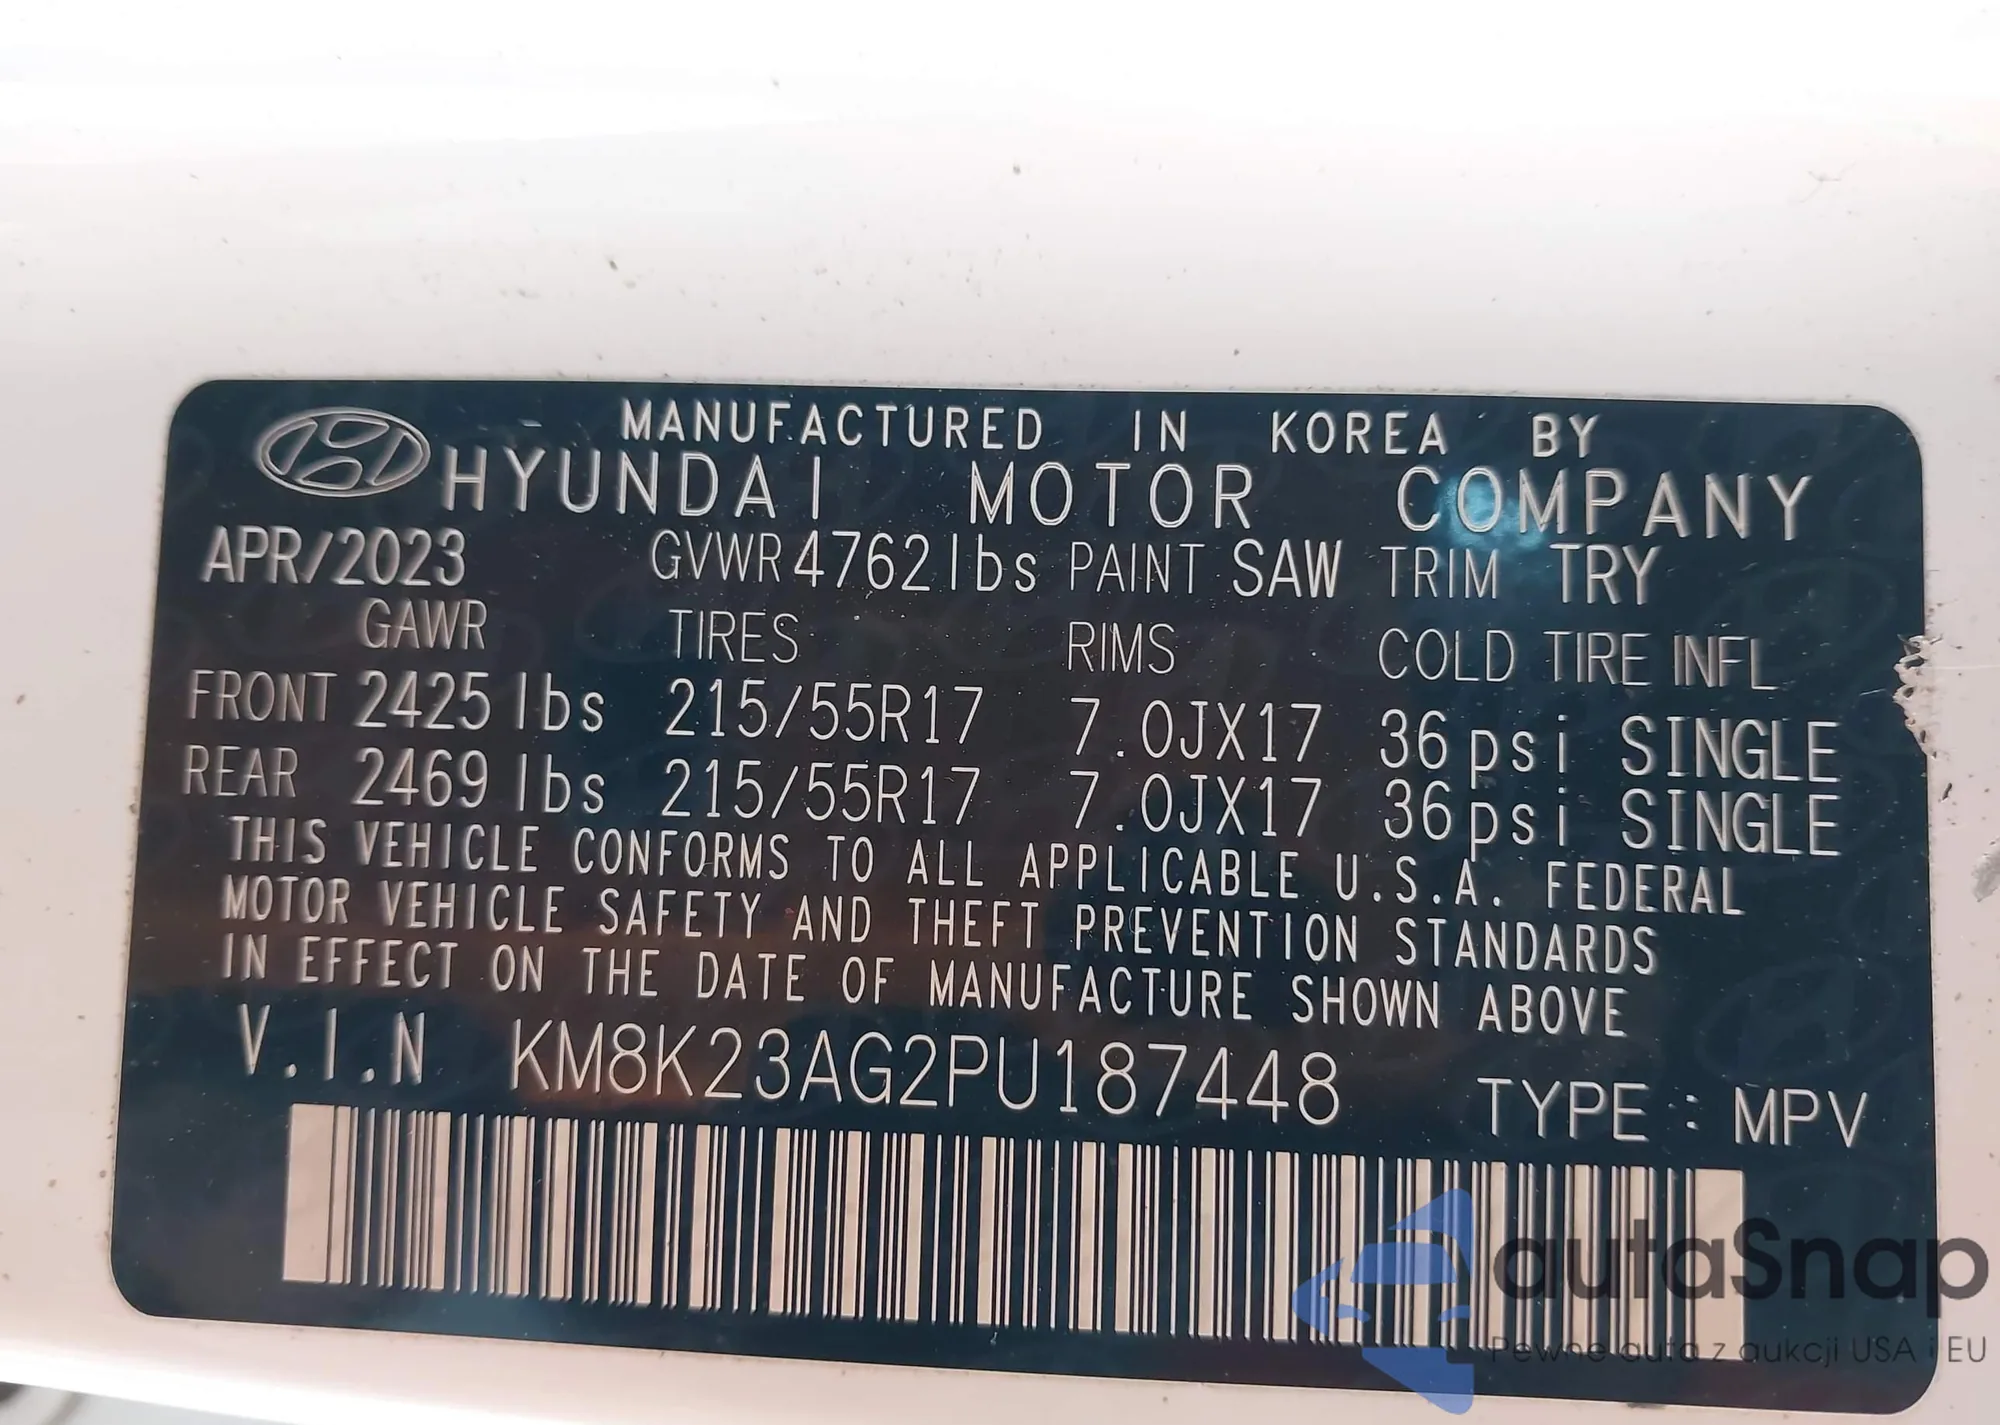 MANUFACTURED IN KOREA BY
HYUNDAI MOTOR COMPANY
APR/2023 GVWR 4762 lbs PAINT SAW TRIM TRY
GAWR TIRES RIMS COLD TIRE INFL
FRONT 2425 lbs 215/55R17 7.0JX17 36 psi SINGLE
REAR 2469 lbs 215/55R17 7.0JX17 36 psi SINGLE
THIS VEHICLE CONFORMS TO ALL APPLICABLE U.S.A. FEDERAL
MOTOR VEHICLE SAFETY AND THEFT PREVENTION STANDARDS
IN EFFECT ON THE DATE OF MANUFACTURE SHOWN ABOVE
V.I.N KM8K23AG2PU187448 TYPE : MPV
autaSnap
Pewne auta z aukcji USA i EU